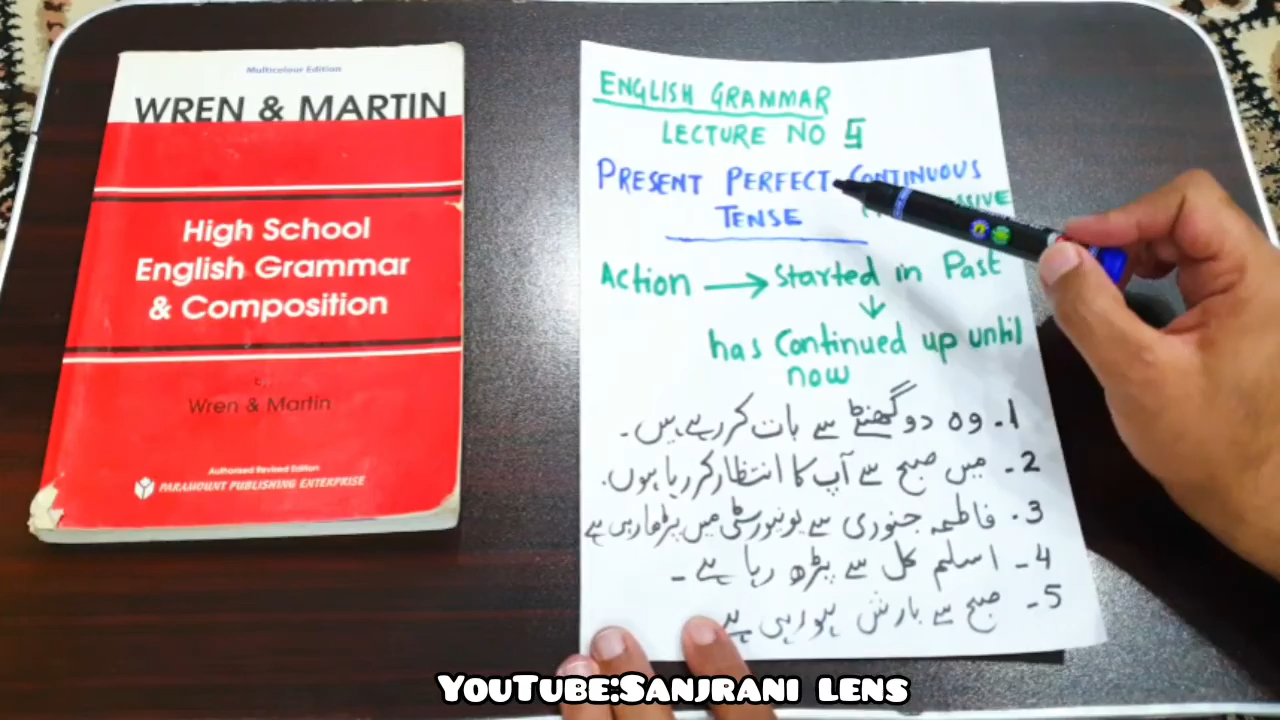 Multicolour Edition
WREN & MARTIN
High School
English Grammar
& Composition
by
Wren & Martin
Authorised Revised Edition
PARAMOUNT PUBLISHING ENTERPRISE
ENGLISH GRAMMAR
LECTURE NO 5
PRESENT PERFECT CONTINUOUS
TENSE
Action → Started in Past
↓
has Continued up until
now
1. وہ دو گھنٹے سے بات کر رہے ہیں۔
2. میں صبح سے آپ کا انتظار کر رہا ہوں.
3. فاطمہ جنوری سے یونیورسٹی میں پڑھا رہی ہے
4. اسلم کل سے پڑھ رہا ہے۔
5. صبح سے بارش ہو رہی ہے
YouTube:Sanjrani lens